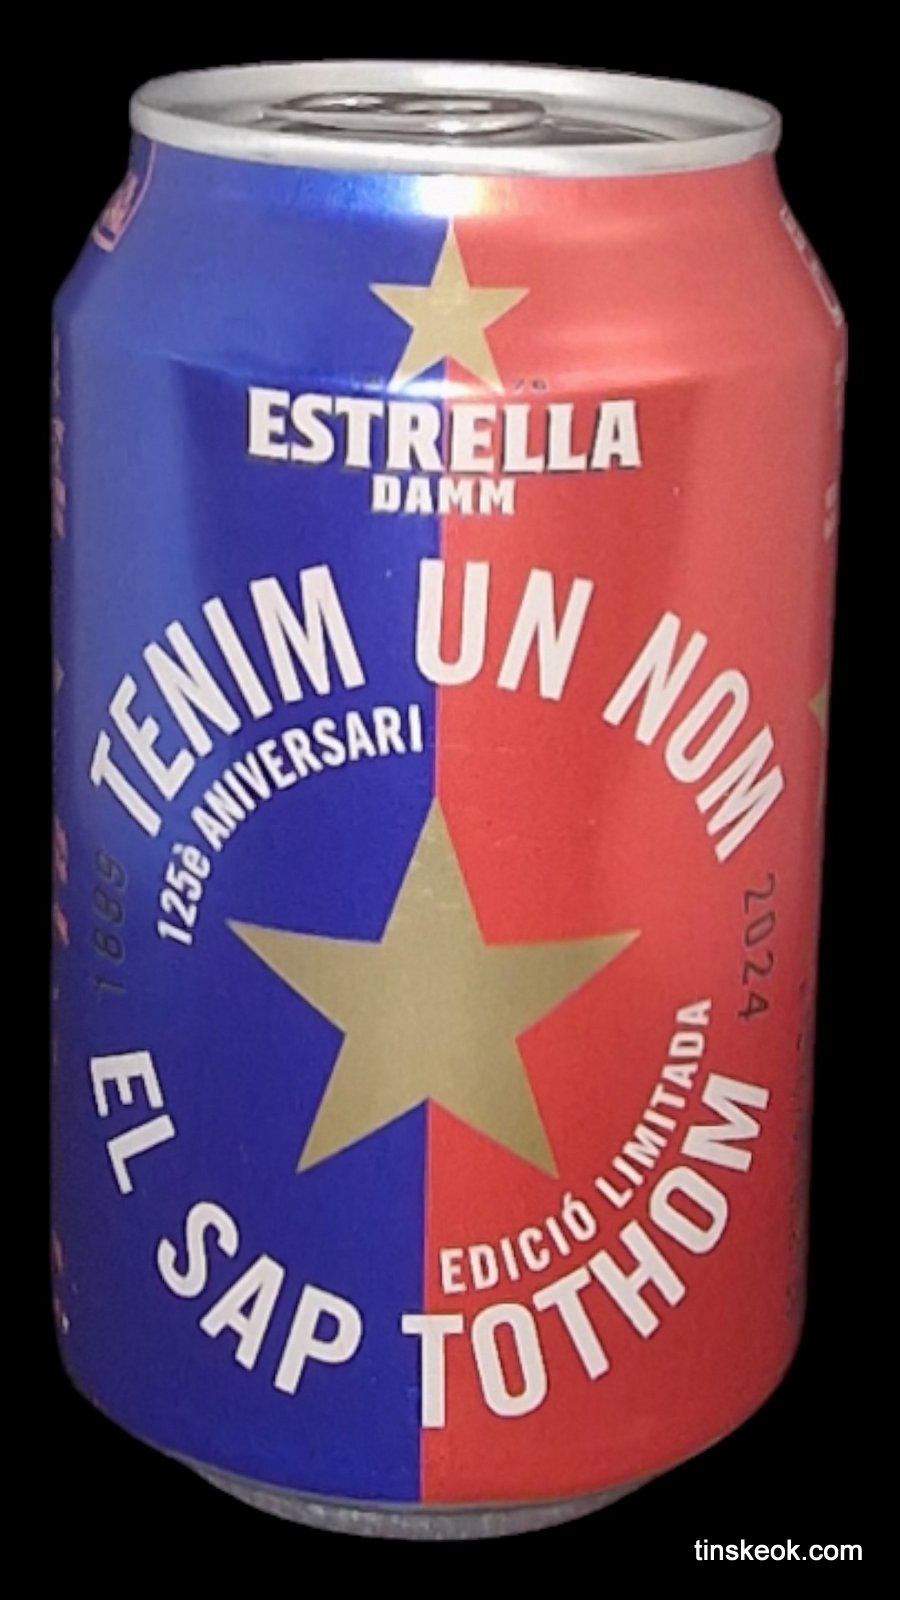 ESTRELLA
DAMM
TENIM UN NOM
125è ANIVERSARI
1899
2024
EDICIÓ LIMITADA
EL SAP TOTHOM
tinskeok.com